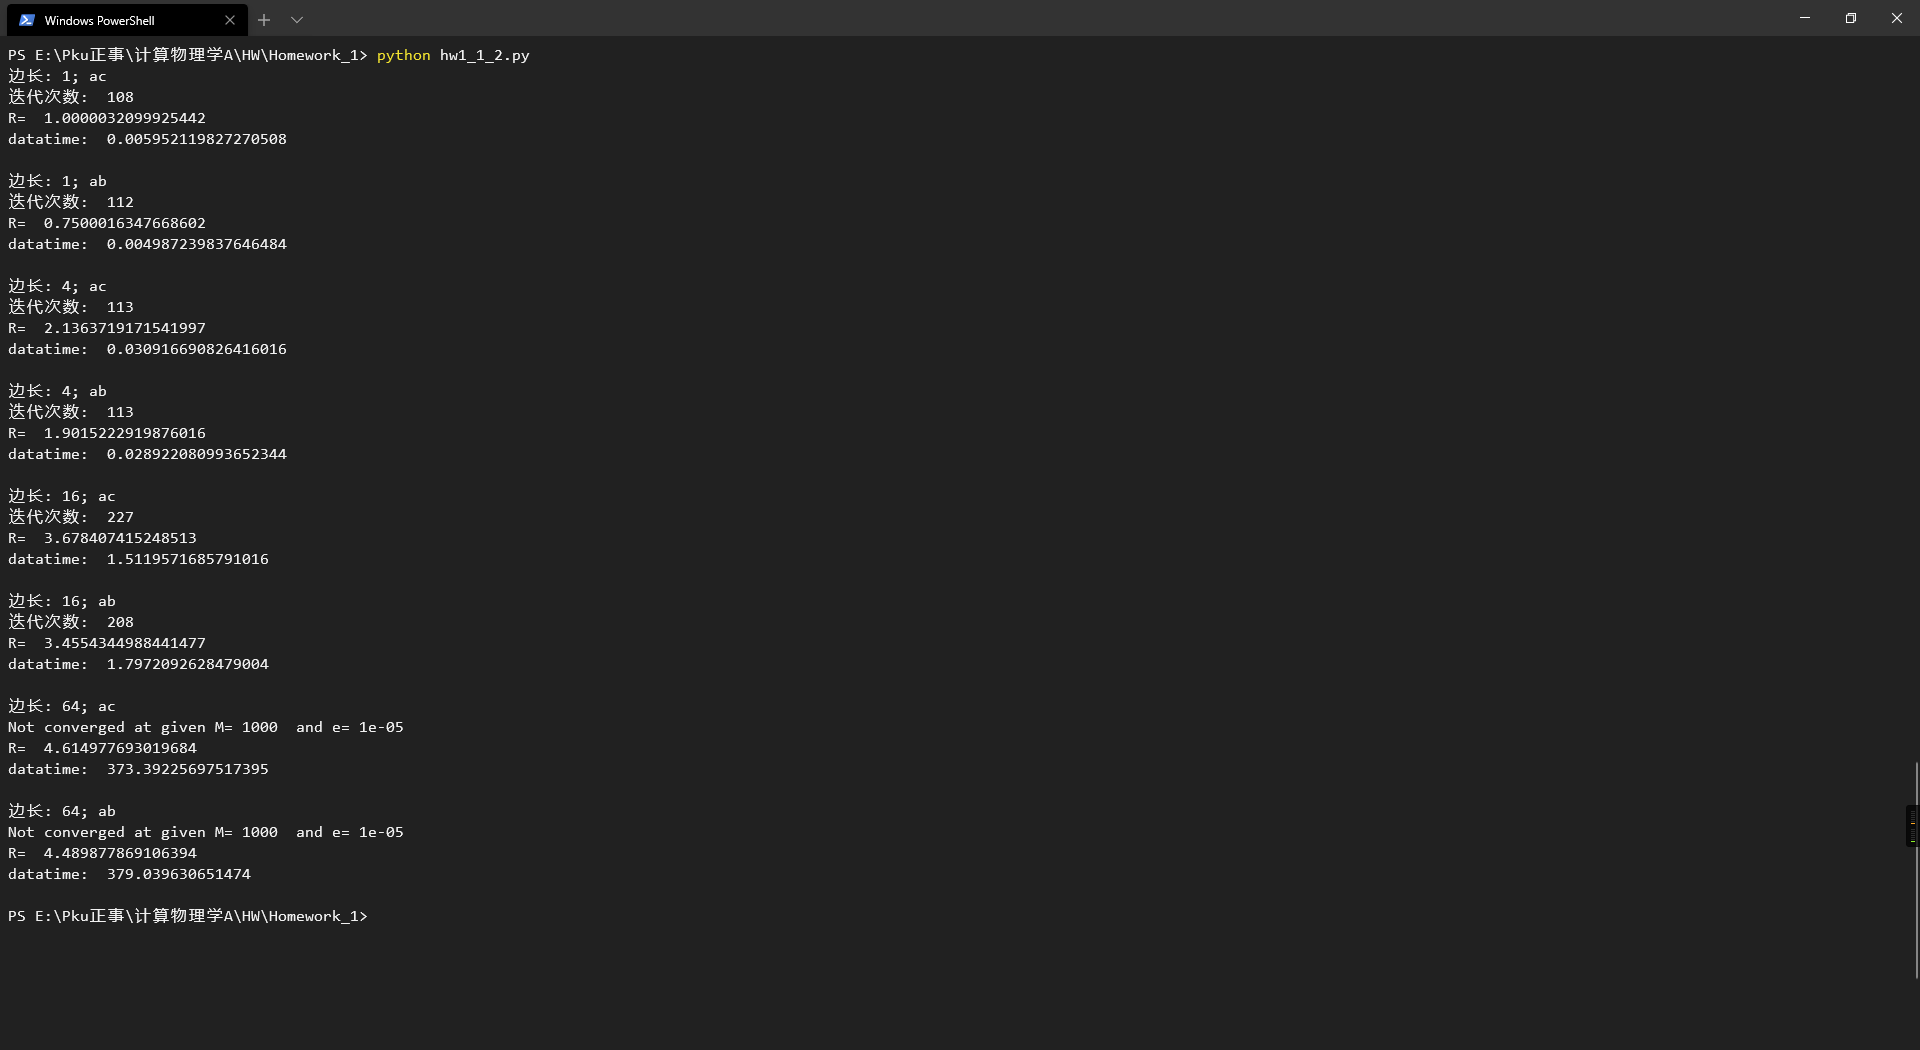 Windows PowerShell
PS E:\Pku正事\计算物理学A\HW\Homework_1> python hw1_1_2.py
边长: 1; ac
迭代次数:  108
R=  1.0000032099925442
datatime:  0.005952119827270508
边长: 1; ab
迭代次数:  112
R=  0.7500016347668602
datatime:  0.004987239837646484
边长: 4; ac
迭代次数:  113
R=  2.1363719171541997
datatime:  0.030916690826416016
边长: 4; ab
迭代次数:  113
R=  1.9015222919876016
datatime:  0.028922080993652344
边长: 16; ac
迭代次数:  227
R=  3.678407415248513
datatime:  1.5119571685791016
边长: 16; ab
迭代次数:  208
R=  3.4554344988441477
datatime:  1.7972092628479004
边长: 64; ac
Not converged at given M= 1000  and e= 1e-05
R=  4.614977693019684
datatime:  373.39225697517395
边长: 64; ab
Not converged at given M= 1000  and e= 1e-05
R=  4.489877869106394
datatime:  379.039630651474
PS E:\Pku正事\计算物理学A\HW\Homework_1>